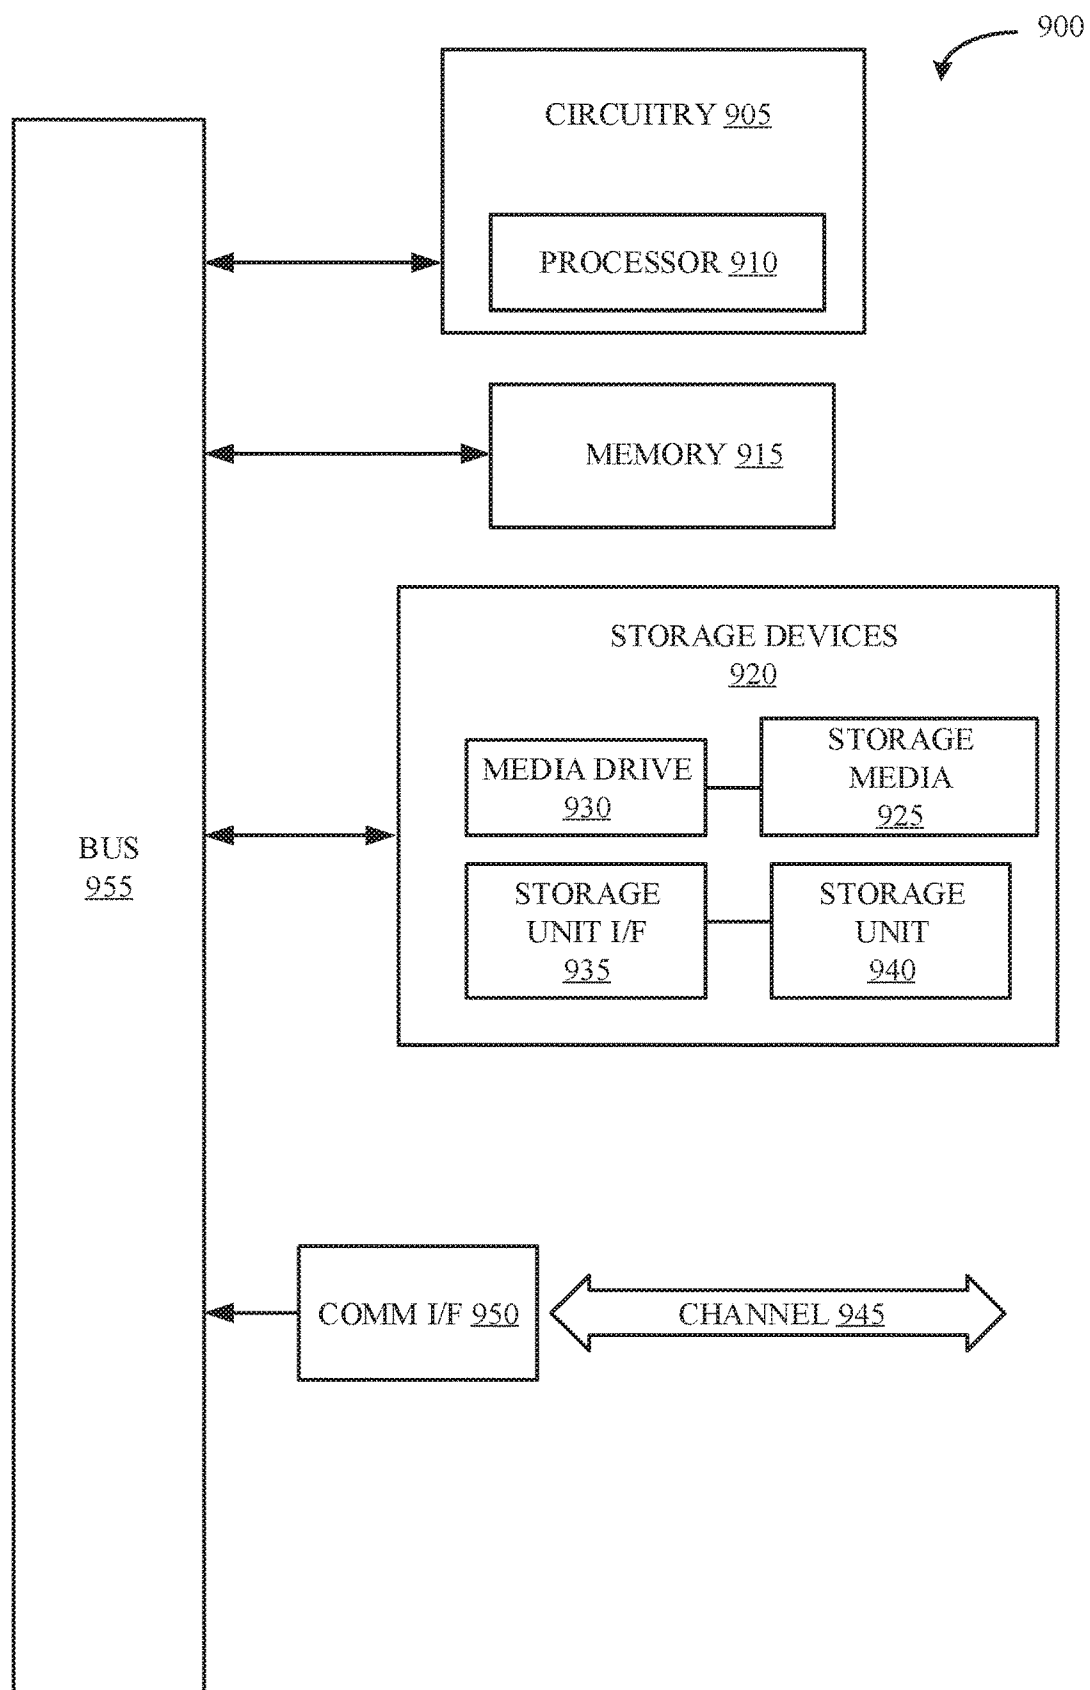 900
CIRCUITRY 905
PROCESSOR 910
MEMORY 915
STORAGE DEVICES
920
MEDIA DRIVE
930
STORAGE
MEDIA
925
BUS
955
STORAGE
UNIT I/F
935
STORAGE
UNIT
940
COMM I/F 950
CHANNEL 945